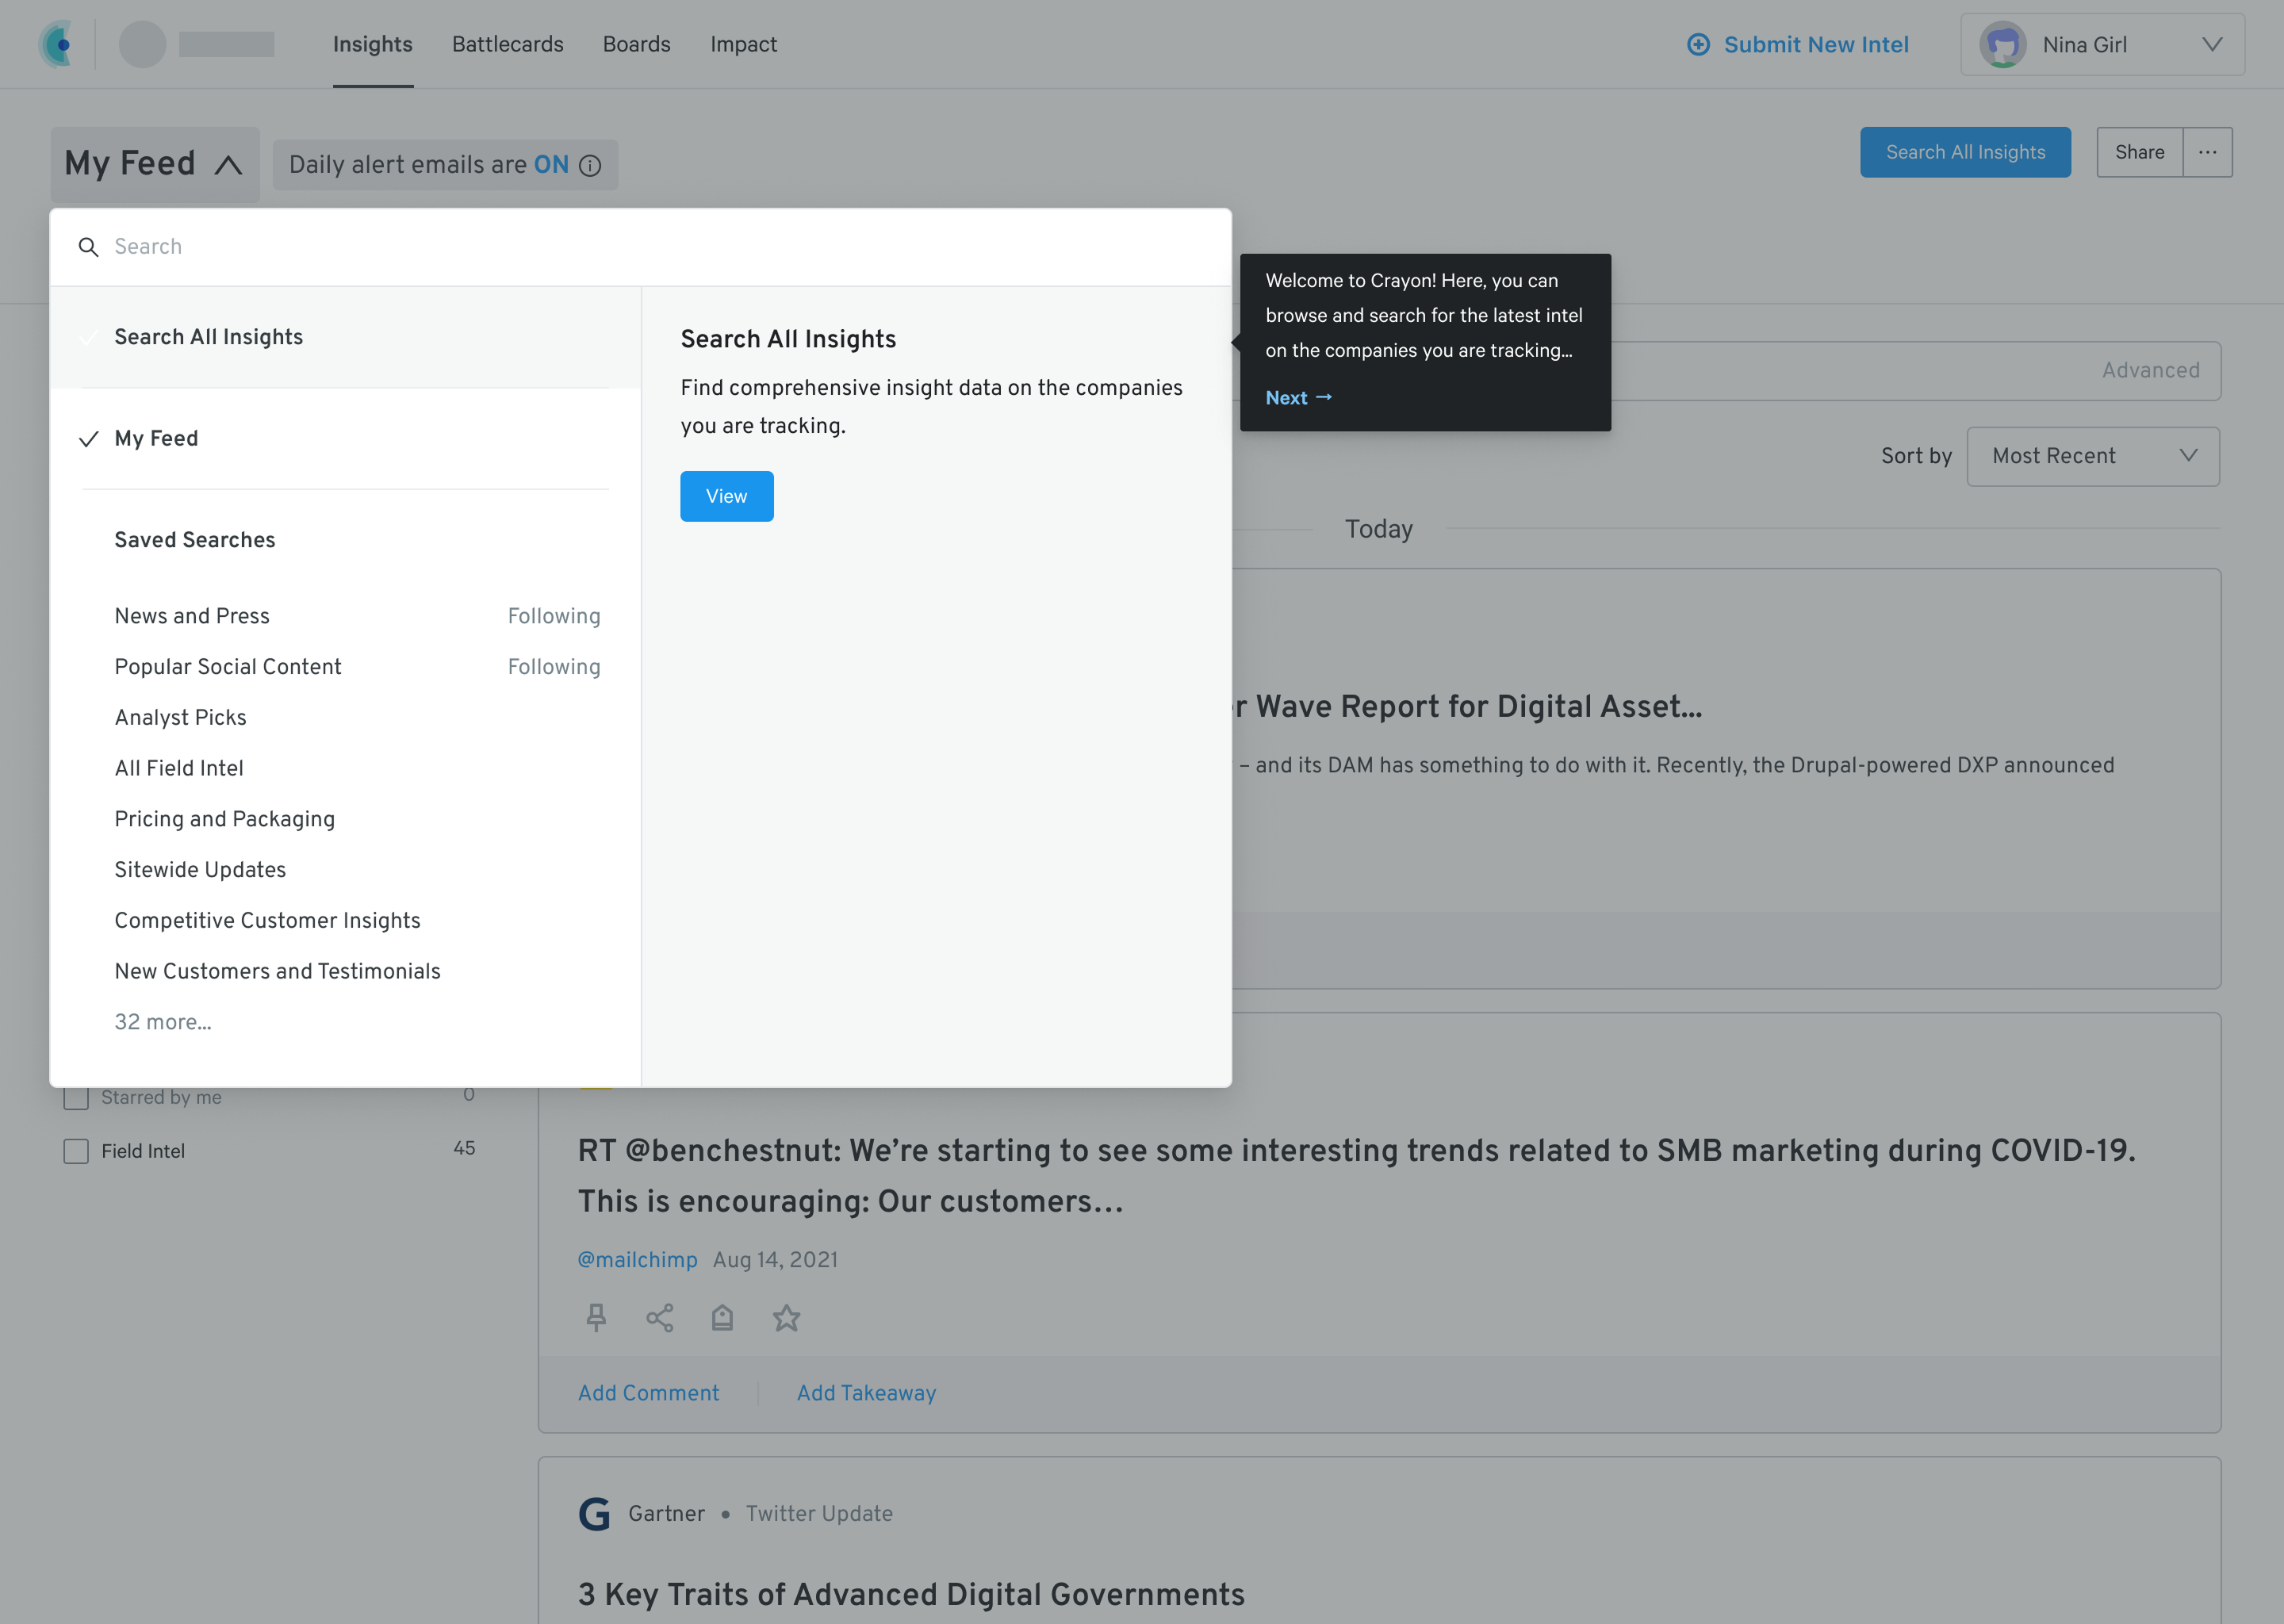 Insights
Battlecards
Boards
Impact
Submit New Intel
Nina Girl
My Feed
Daily alert emails are ON
Search All Insights
Share
Search
Search All Insights
My Feed
Saved Searches
News and Press Following
Popular Social Content Following
Analyst Picks
All Field Intel
Pricing and Packaging
Sitewide Updates
Competitive Customer Insights
New Customers and Testimonials
32 more...
Search All Insights
Find comprehensive insight data on the companies
you are tracking.
View
Welcome to Crayon! Here, you can
browse and search for the latest intel
on the companies you are tracking...
Next →
Advanced
Sort by Most Recent
Today
r Wave Report for Digital Asset...
– and its DAM has something to do with it. Recently, the Drupal-powered DXP announced
Starred by me 0
Field Intel 45
RT @benchestnut: We’re starting to see some interesting trends related to SMB marketing during COVID-19.
This is encouraging: Our customers…
@mailchimp Aug 14, 2021
Add Comment
Add Takeaway
G Gartner • Twitter Update
3 Key Traits of Advanced Digital Governments